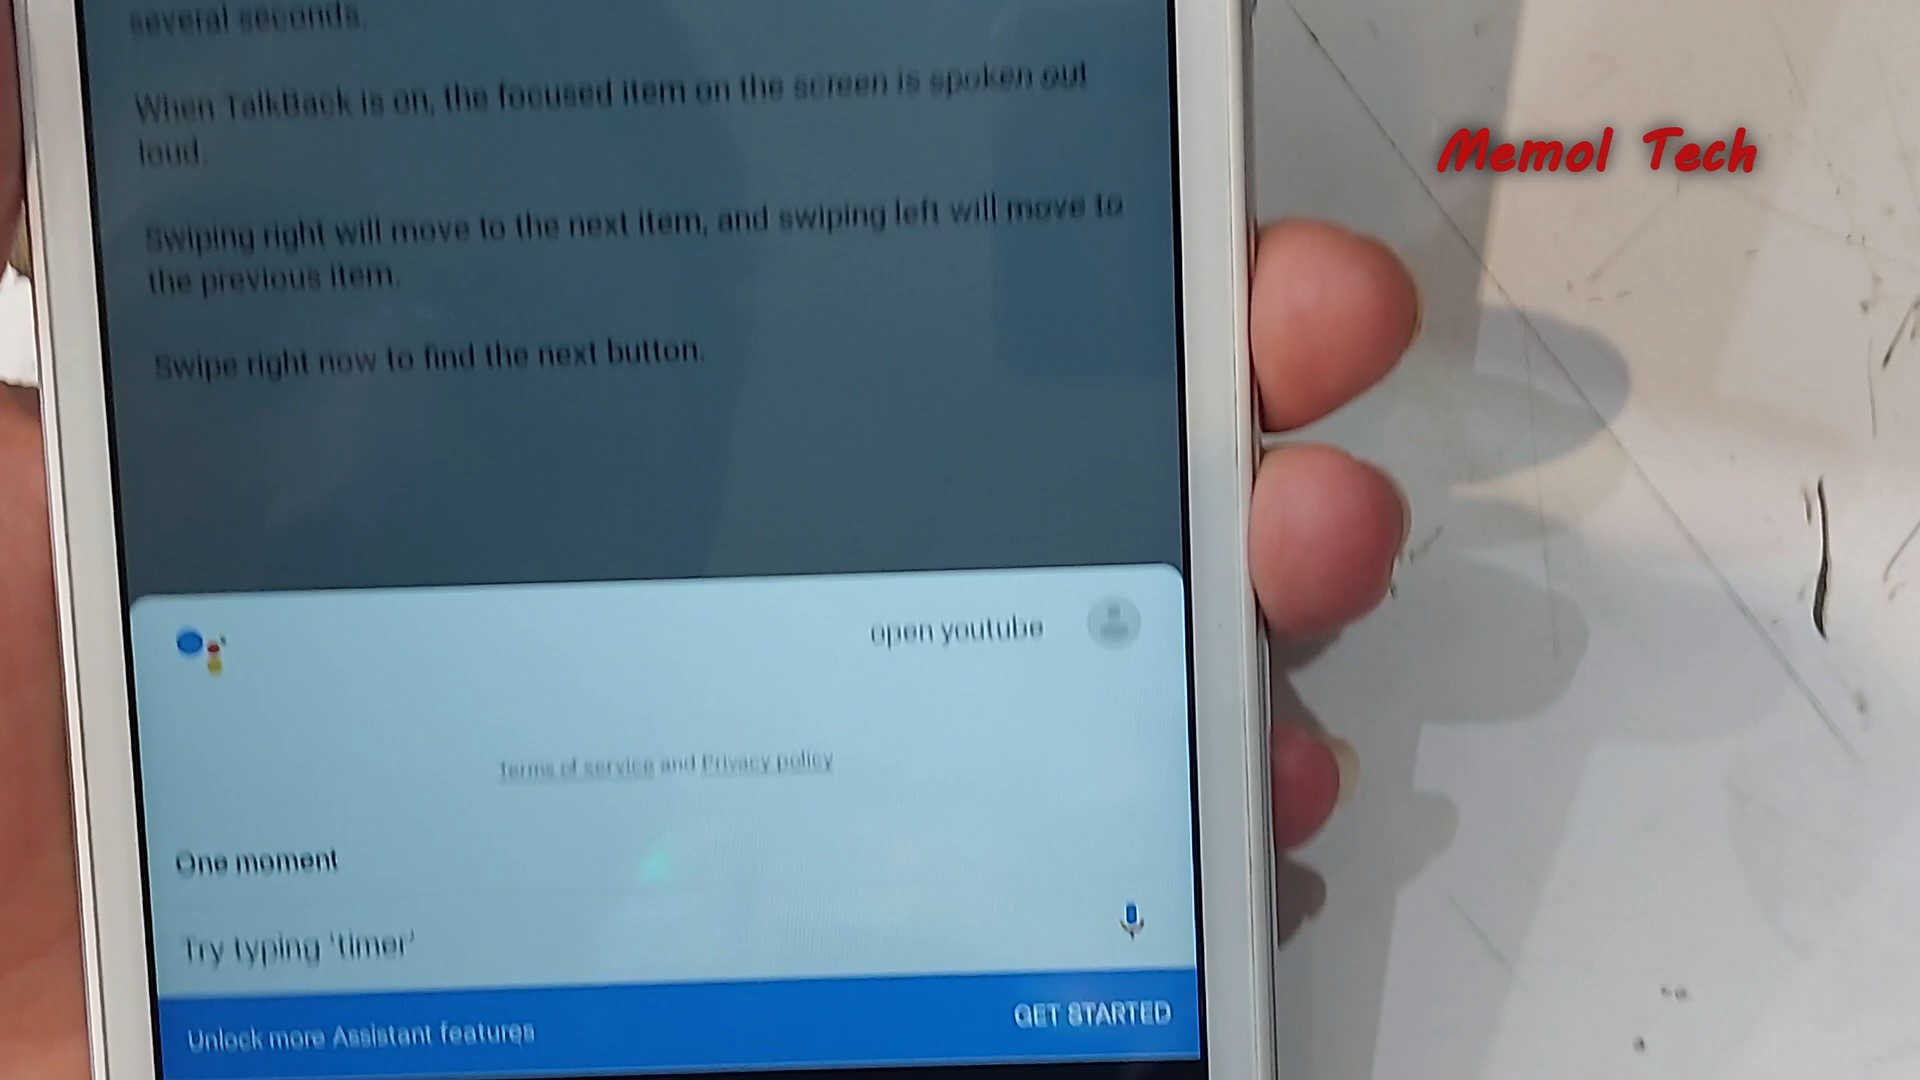 several seconds.
When TalkBack is on, the focused item on the screen is spoken out
loud.
Swiping right will move to the next item, and swiping left will move to
the previous item.
Swipe right now to find the next button.
Memol Tech
open youtube
Terms of service and Privacy policy
One moment
Try typing 'timer'
Unlock more Assistant features
GET STARTED